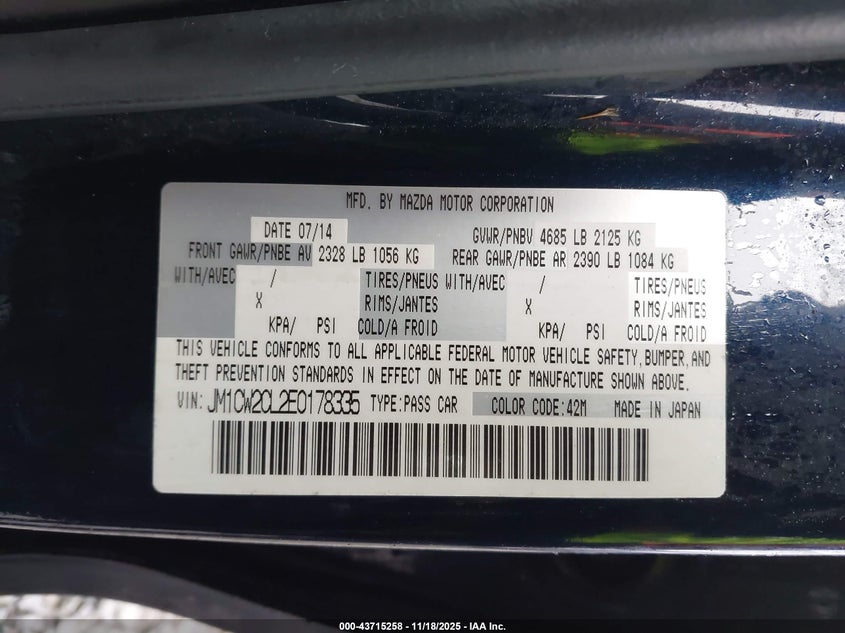 MFD. BY MAZDA MOTOR CORPORATION
DATE 07/14 GVWR/PNBV 4685 LB 2125 KG
FRONT GAWR/PNBE AV 2328 LB 1056 KG REAR GAWR/PNBE AR 2390 LB 1084 KG
WITH/AVEC / TIRES/PNEUS WITH/AVEC / TIRES/PNEUS
X RIMS/JANTES X RIMS/JANTES
KPA/ PSI COLD/A FROID KPA/ PSI COLD/A FROID
THIS VEHICLE CONFORMS TO ALL APPLICABLE FEDERAL MOTOR VEHICLE SAFETY,BUMPER,AND
THEFT PREVENTION STANDARDS IN EFFECT ON THE DATE OF MANUFACTURE SHOWN ABOVE.
VIN: JM1CW2CL2E0178335 TYPE:PASS CAR COLOR CODE:42M MADE IN JAPAN
000-43715258 - 11/18/2025 - IAA Inc.